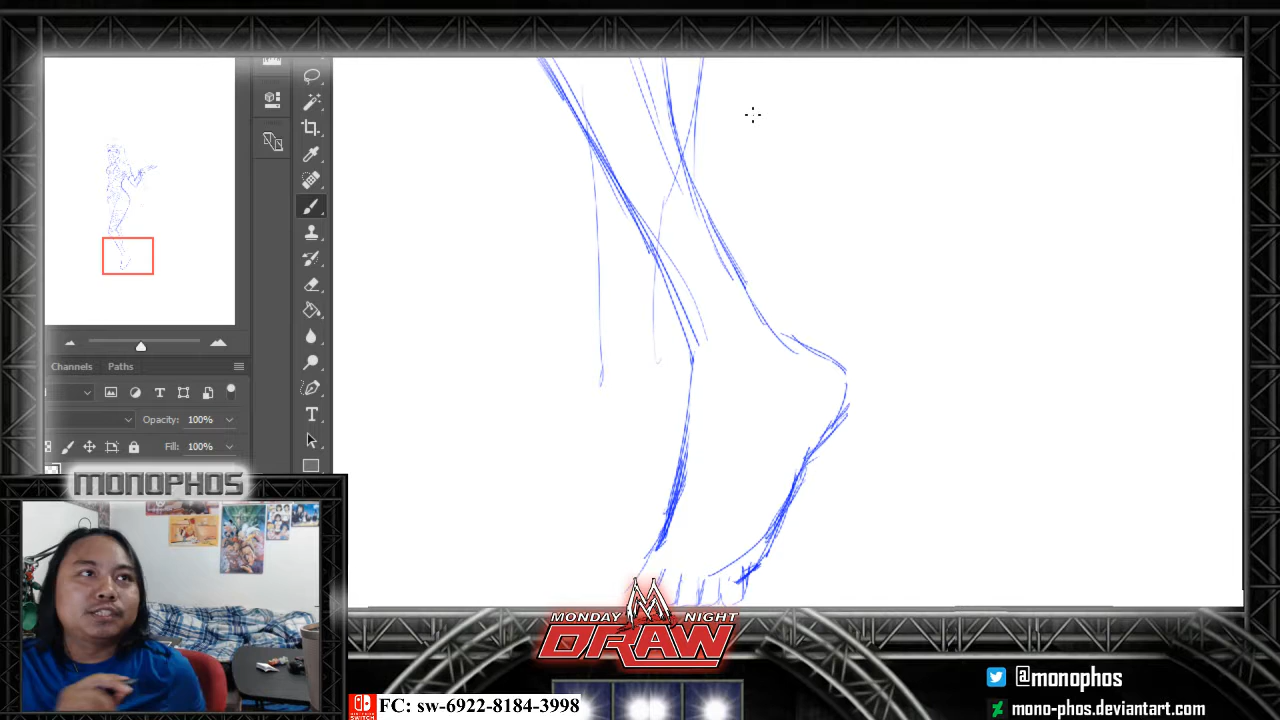 Channels Paths
Opacity: 100%
Fill: 100%
T
MONOPHOS
MONDAY NIGHT
DRAW
FC: sw-6922-8184-3998
@monophos
mono-phos.deviantart.com